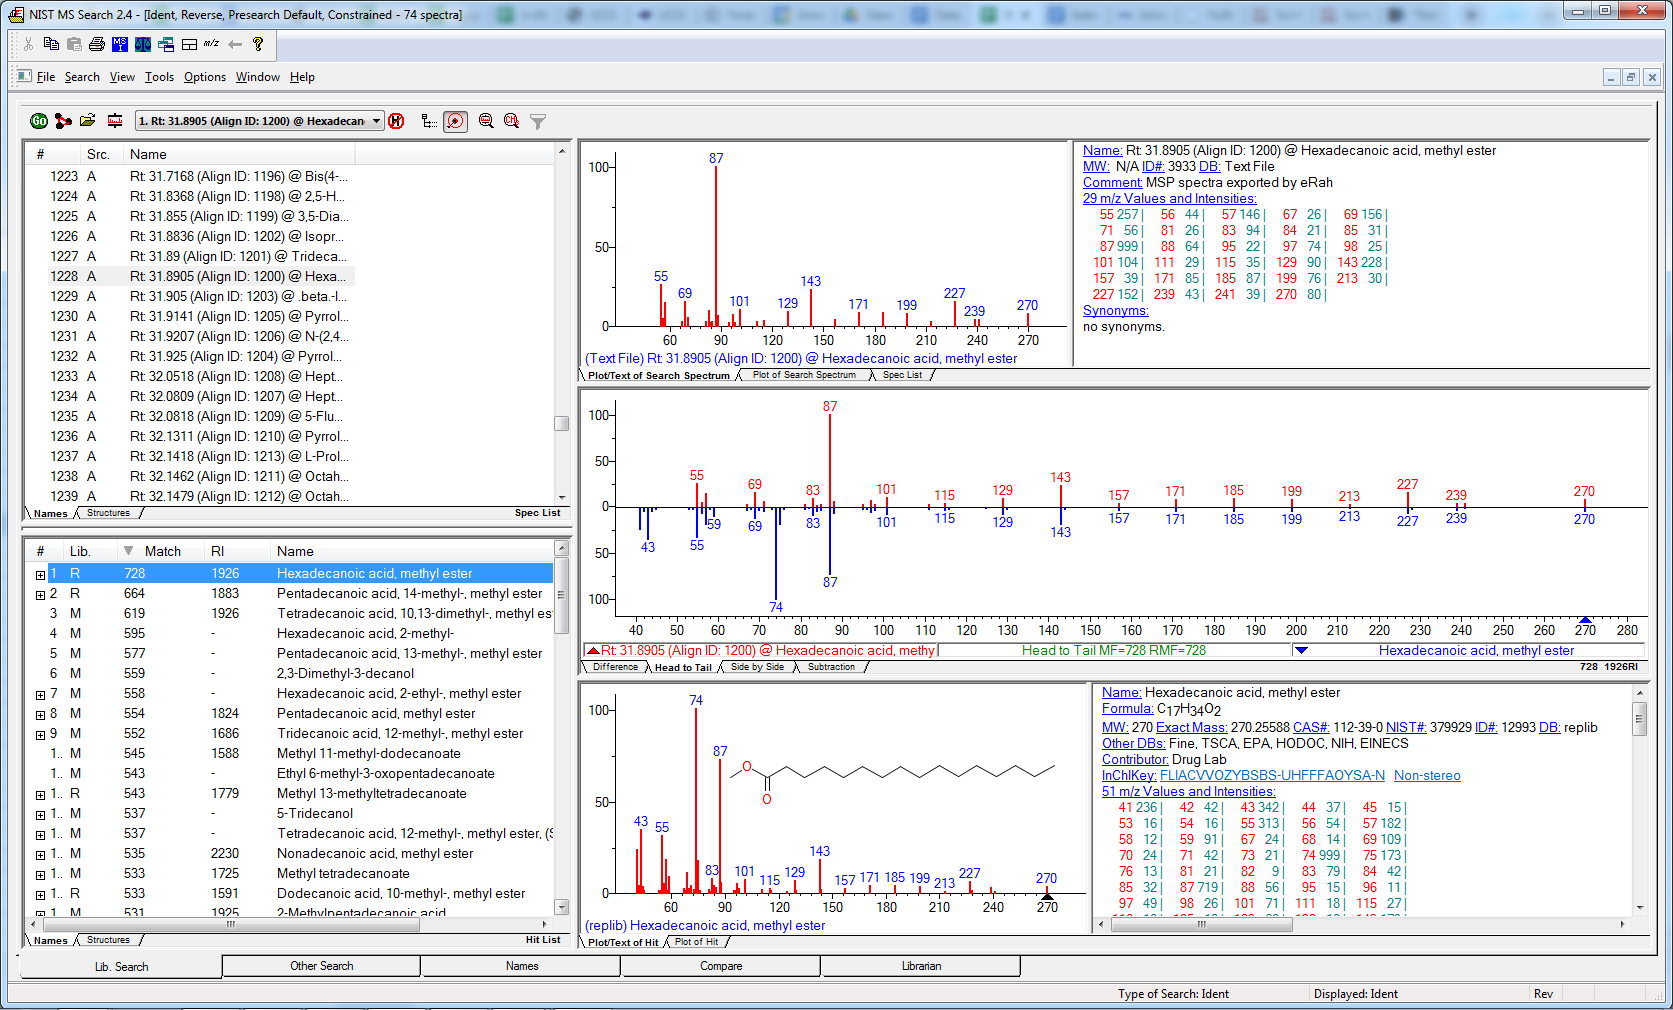 NIST MS Search 2.4 - [Ident, Reverse, Presearch Default, Constrained - 74 spectra]
File Search View Tools Options Window Help
1. Rt: 31.8905 (Align ID: 1200) @ Hexadecan
# Src. Name
1223 A Rt: 31.7168 (Align ID: 1196) @ Bis(4-...
1224 A Rt: 31.8368 (Align ID: 1198) @ 2,5-H...
1225 A Rt: 31.855 (Align ID: 1199) @ 3,5-Dia...
1226 A Rt: 31.8836 (Align ID: 1202) @ Isopr...
1227 A Rt: 31.89 (Align ID: 1201) @ Trideca...
1228 A Rt: 31.8905 (Align ID: 1200) @ Hexa...
1229 A Rt: 31.905 (Align ID: 1203) @ .beta.-l...
1230 A Rt: 31.9141 (Align ID: 1205) @ Pyrrol...
1231 A Rt: 31.9207 (Align ID: 1206) @ N-(2,4...
1232 A Rt: 31.925 (Align ID: 1204) @ Pyrrol...
1233 A Rt: 32.0518 (Align ID: 1208) @ Hept...
1234 A Rt: 32.0809 (Align ID: 1207) @ Hept...
1235 A Rt: 32.0818 (Align ID: 1209) @ 5-Flu...
1236 A Rt: 32.1311 (Align ID: 1210) @ Pyrrol...
1237 A Rt: 32.1418 (Align ID: 1213) @ L-Prol...
1238 A Rt: 32.1462 (Align ID: 1211) @ Octah...
1239 A Rt: 32.1479 (Align ID: 1212) @ Octah...
Names Structures Spec List
# Lib. Match RI Name
1 R 728 1926 Hexadecanoic acid, methyl ester
2 R 664 1883 Pentadecanoic acid, 14-methyl-, methyl ester
3 M 619 1926 Tetradecanoic acid, 10,13-dimethyl-, methyl es
4 M 595 - Hexadecanoic acid, 2-methyl-
5 M 577 - Pentadecanoic acid, 13-methyl-, methyl ester
6 M 559 - 2,3-Dimethyl-3-decanol
7 M 558 - Hexadecanoic acid, 2-ethyl-, methyl ester
8 M 554 1824 Pentadecanoic acid, methyl ester
9 M 552 1686 Tridecanoic acid, 12-methyl-, methyl ester
1.. M 545 1588 Methyl 11-methyl-dodecanoate
1.. M 543 - Ethyl 6-methyl-3-oxopentadecanoate
1.. R 543 1779 Methyl 13-methyltetradecanoate
1.. M 537 - 5-Tridecanol
1.. M 537 - Tetradecanoic acid, 12-methyl-, methyl ester, (S
1.. M 535 2230 Nonadecanoic acid, methyl ester
1.. M 533 1725 Methyl tetradecanoate
1.. R 533 1591 Dodecanoic acid, 10-methyl-, methyl ester
1.. M 531 1925 2-Methylpentadecanoic acid
Names Structures Hit List
100 50 0
55 69 87 101 129 143 171 199 227 239 270
60 90 120 150 180 210 240 270
(Text File) Rt: 31.8905 (Align ID: 1200) @ Hexadecanoic acid, methyl ester
Plot/Text of Search Spectrum Plot of Search Spectrum Spec List
Name: Rt: 31.8905 (Align ID: 1200) @ Hexadecanoic acid, methyl ester
MW: N/A ID#: 3933 DB: Text File
Comment: MSP spectra exported by eRah
29 m/z Values and Intensities:
55 257 | 56 44 | 57 146 | 67 26 | 69 156 |
71 56 | 81 26 | 83 94 | 84 21 | 85 31 |
87 999 | 88 64 | 95 22 | 97 74 | 98 25 |
101 104 | 111 29 | 115 35 | 129 90 | 143 228 |
157 39 | 171 85 | 185 87 | 199 76 | 213 30 |
227 152 | 239 43 | 241 39 | 270 80 |
Synonyms:
no synonyms.
100 50 0 50 100
55 69 83 87 101 115 129 143 157 171 185 199 213 227 239 270
43 55 59 69 74 83 87 101 115 129 143 157 171 185 199 213 227 239 270
40 50 60 70 80 90 100 110 120 130 140 150 160 170 180 190 200 210 220 230 240 250 260 270 280
Rt: 31.8905 (Align ID: 1200) @ Hexadecanoic acid, methy Head to Tail MF=728 RMF=728 Hexadecanoic acid, methyl ester
Difference Head to Tail Side by Side Subtraction 728 1926RI
100 50 0
43 55 74 83 87 101 115 129 143 157 171 185 199 213 227 270
O O
60 90 120 150 180 210 240 270
(replib) Hexadecanoic acid, methyl ester
Plot/Text of Hit Plot of Hit
Name: Hexadecanoic acid, methyl ester
Formula: C17H34O2
MW: 270 Exact Mass: 270.25588 CAS#: 112-39-0 NIST#: 379929 ID#: 12993 DB: replib
Other DBs: Fine, TSCA, EPA, HODOC, NIH, EINECS
Contributor: Drug Lab
InChIKey: FLIACVVOZYBSBS-UHFFFAOYSA-N Non-stereo
51 m/z Values and Intensities:
41 236 | 42 42 | 43 342 | 44 37 | 45 15 |
53 16 | 54 16 | 55 313 | 56 54 | 57 182 |
58 12 | 59 91 | 67 24 | 68 14 | 69 109 |
70 24 | 71 42 | 73 21 | 74 999 | 75 173 |
76 13 | 81 21 | 82 9 | 83 79 | 84 42 |
85 32 | 87 719 | 88 56 | 95 15 | 96 11 |
97 49 | 98 26 | 101 71 | 111 18 | 115 27 |
Lib. Search Other Search Names Compare Librarian
Type of Search: Ident Displayed: Ident Rev